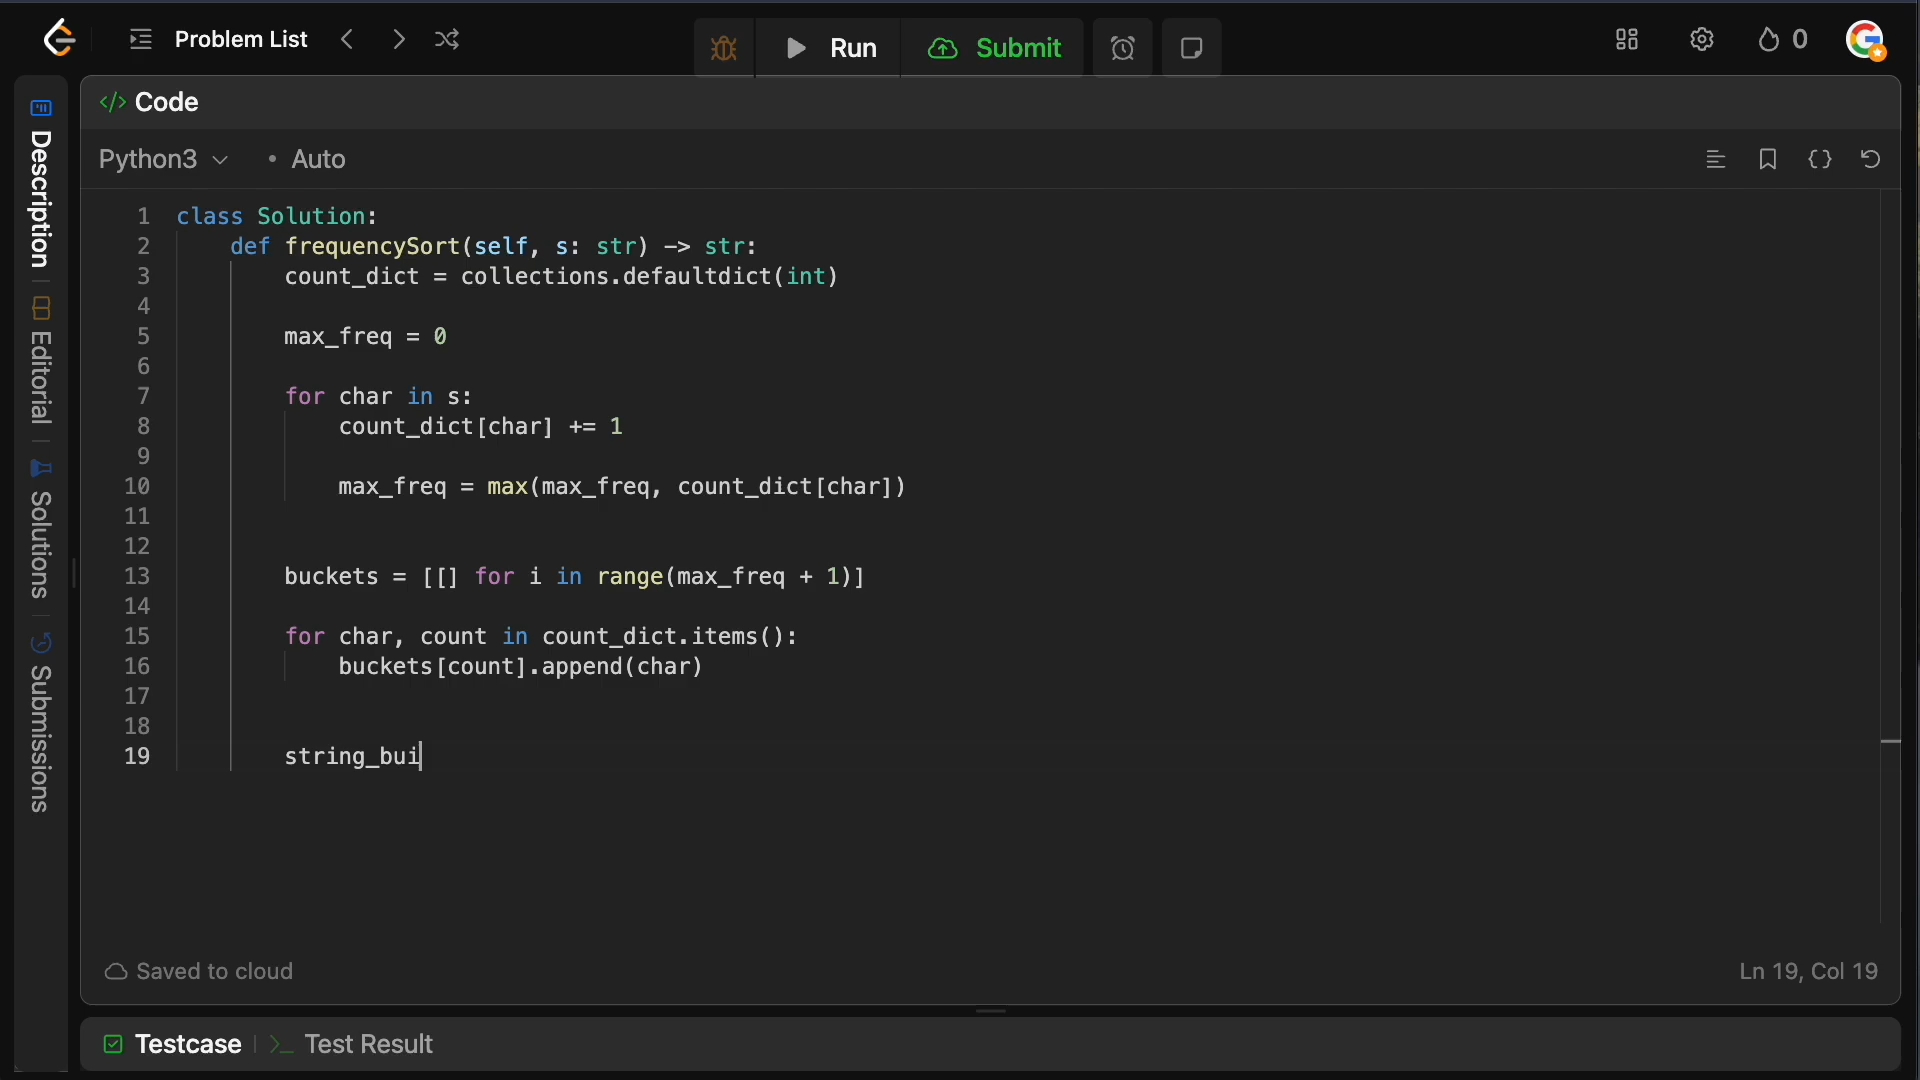 Problem List
Run
Submit
0
Description
Editorial
Solutions
Submissions
</> Code
Python3 • Auto
1 class Solution:
2     def frequencySort(self, s: str) -> str:
3         count_dict = collections.defaultdict(int)
4
5         max_freq = 0
6
7         for char in s:
8             count_dict[char] += 1
9
10             max_freq = max(max_freq, count_dict[char])
11
12
13         buckets = [[] for i in range(max_freq + 1)]
14
15         for char, count in count_dict.items():
16             buckets[count].append(char)
17
18
19         string_bui
Saved to cloud
Ln 19, Col 19
Testcase
Test Result